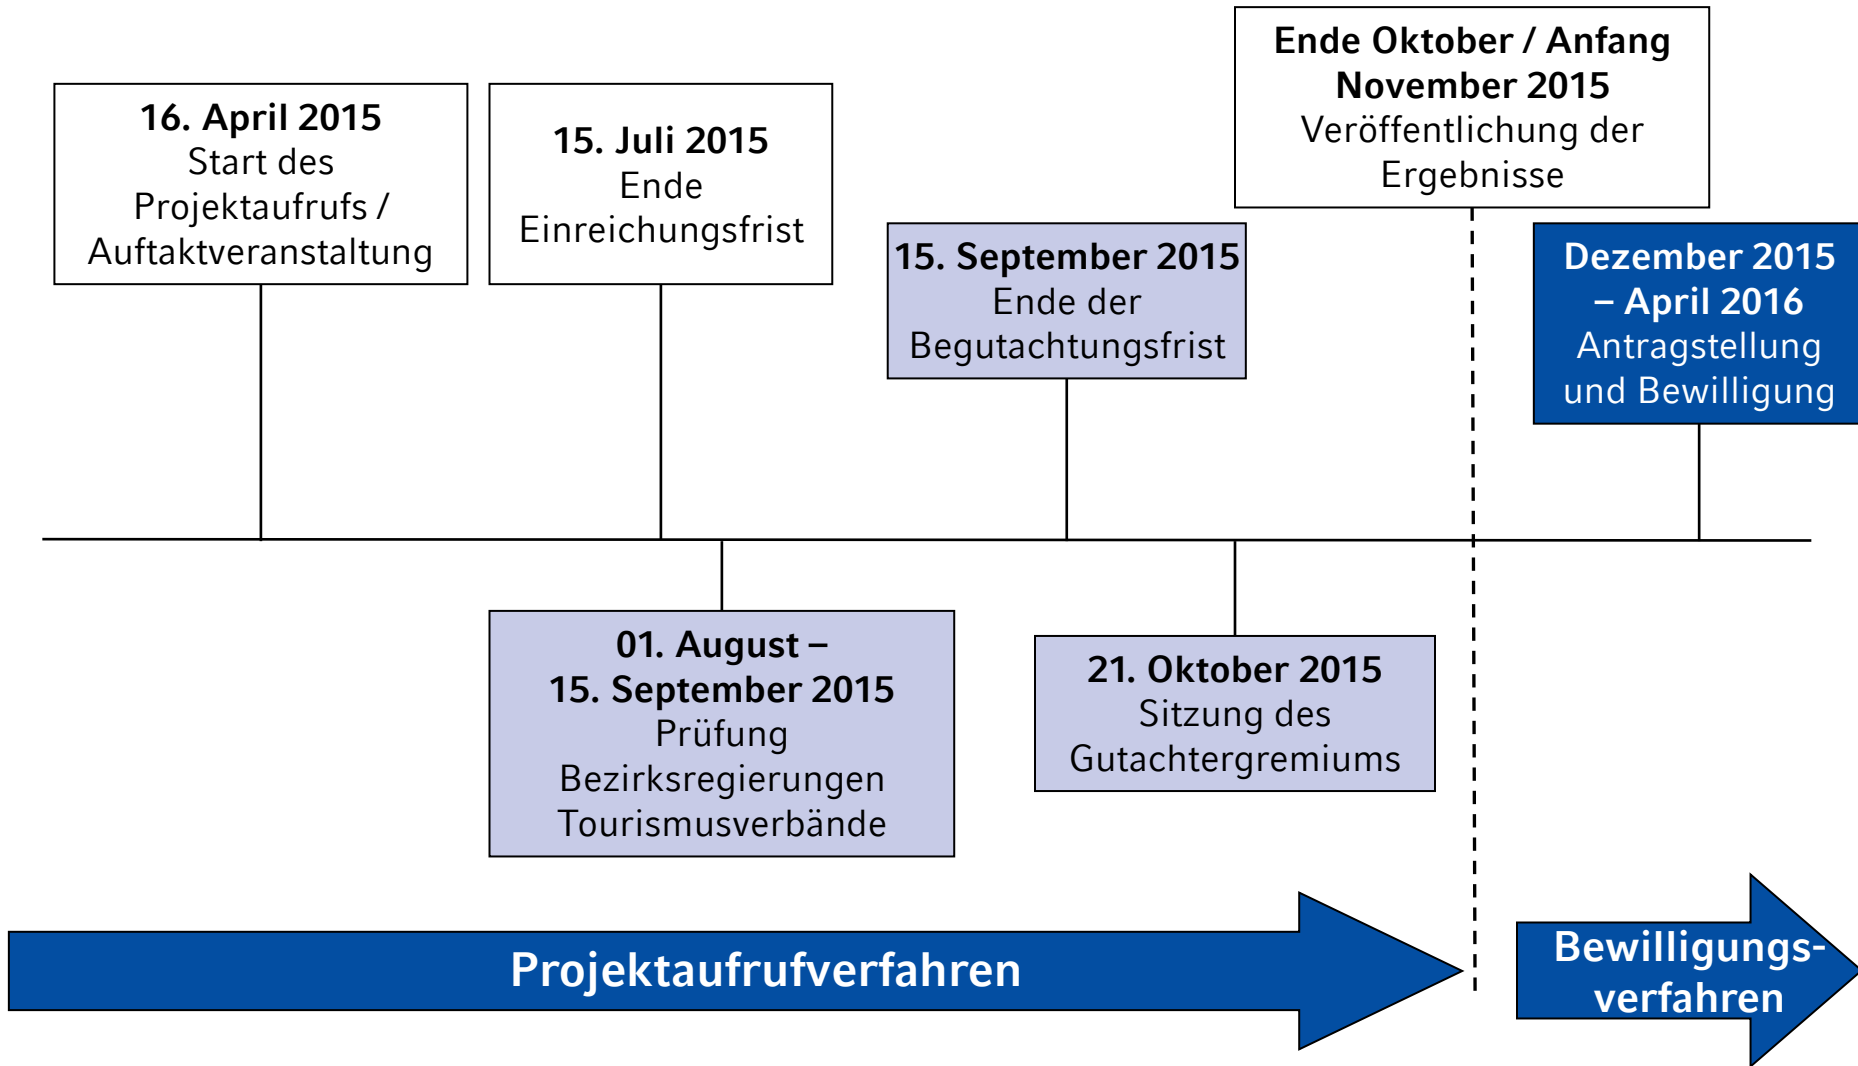 16. April 2015
Start des
Projektaufrufs /
Auftaktveranstaltung
15. Juli 2015
Ende
Einreichungsfrist
15. September 2015
Ende der
Begutachtungsfrist
Ende Oktober / Anfang
November 2015
Veröffentlichung der
Ergebnisse
Dezember 2015
– April 2016
Antragstellung
und Bewilligung
01. August –
15. September 2015
Prüfung
Bezirksregierungen
Tourismusverbände
21. Oktober 2015
Sitzung des
Gutachtergremiums
Projektaufrufverfahren
Bewilligungs-
verfahren